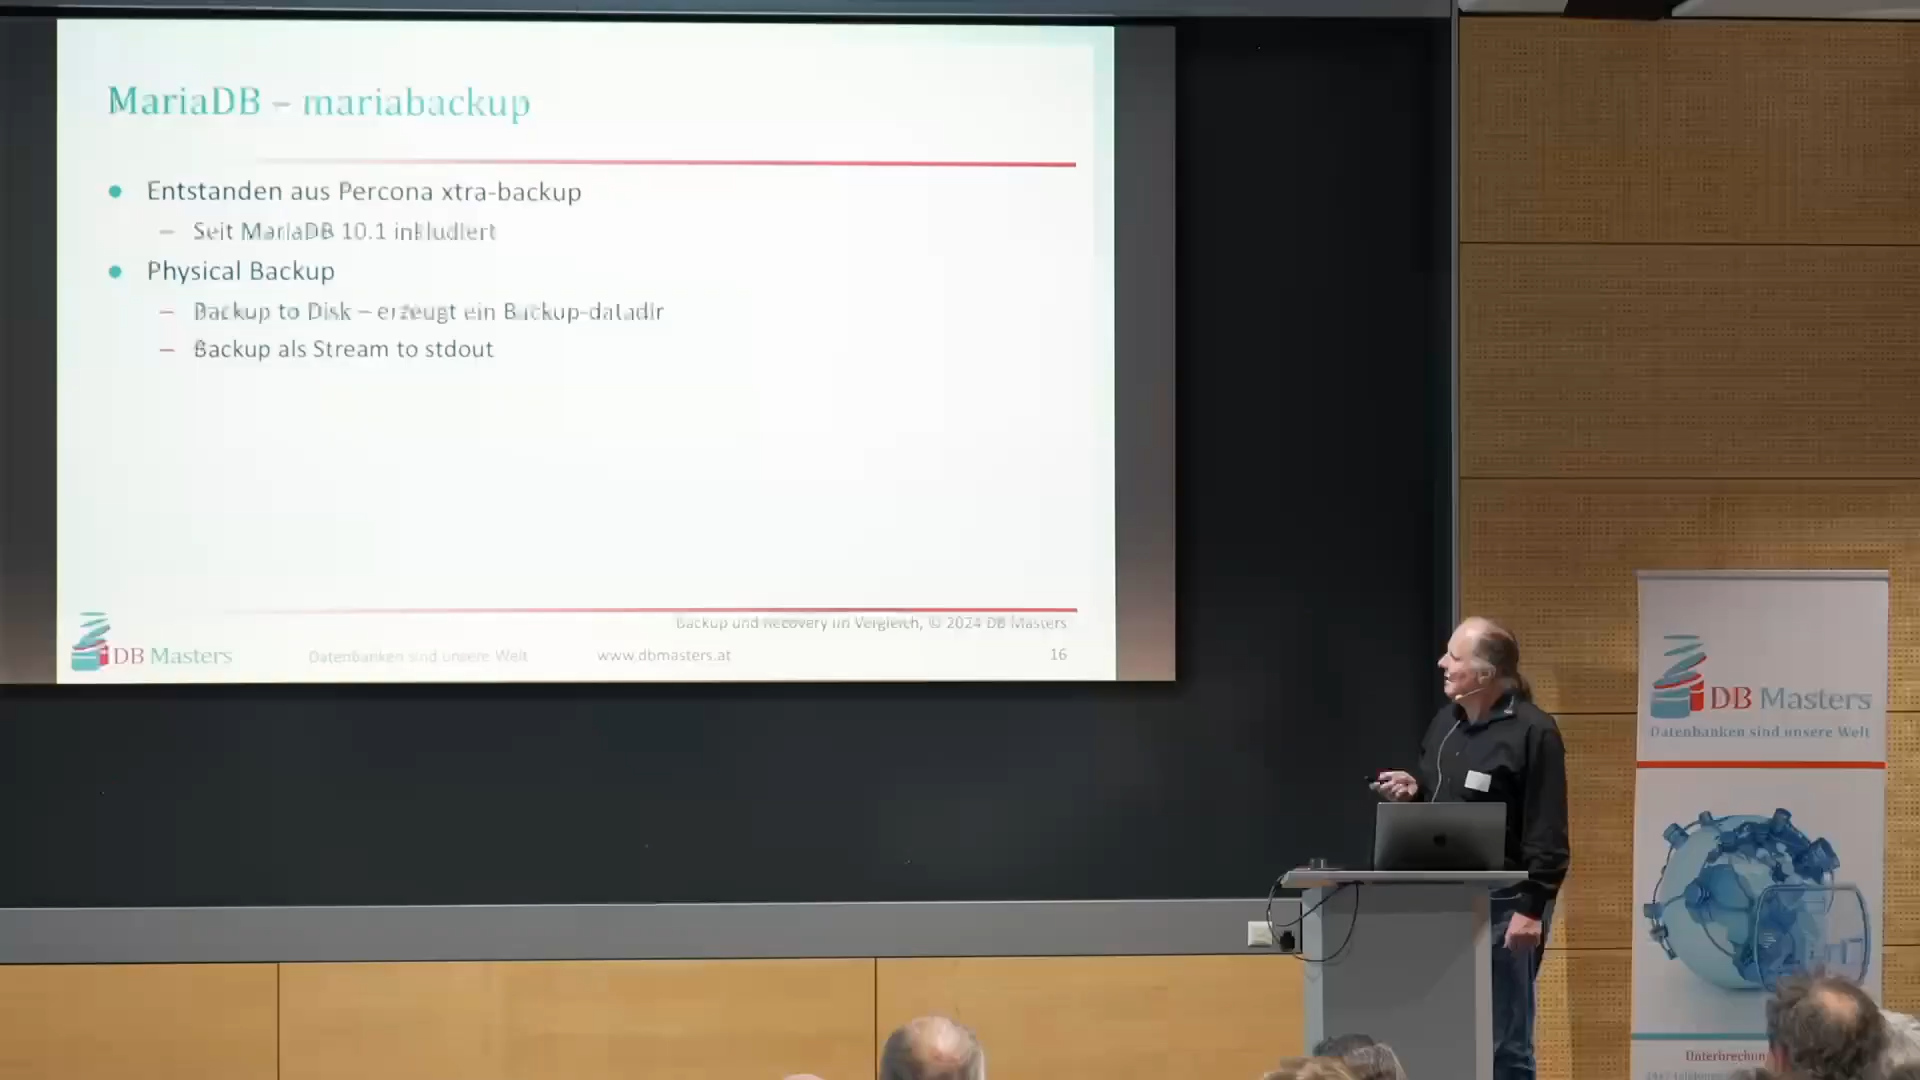 MariaDB – mariabackup
Entstanden aus Percona xtra-backup
– Seit MariaDB 10.1 inkludiert
Physical Backup
– Backup to Disk – erzeugt ein Backup-datadir
– Backup als Stream to stdout
Backup und Recovery im Vergleich, © 2024 DB Masters
DB Masters
Datenbanken sind unsere Welt
www.dbmasters.at
16
DB Masters
Datenbanken sind unsere Welt